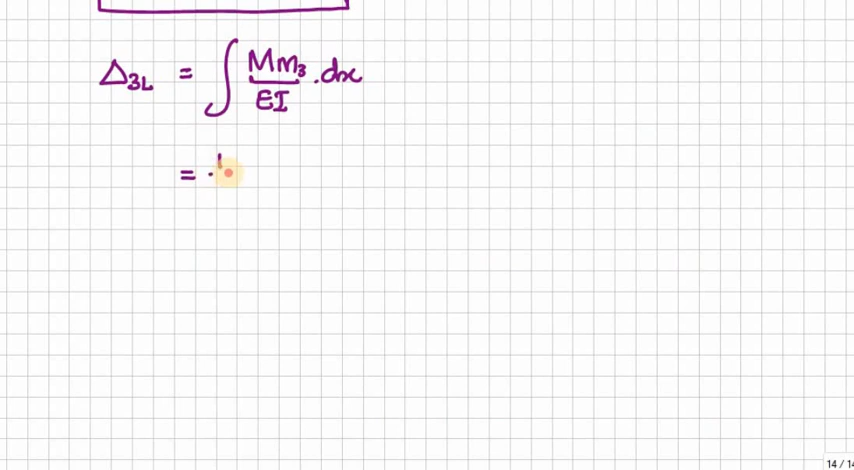 Δ₃L = ∫ Mm₃/EI . dx
=
14 / 14